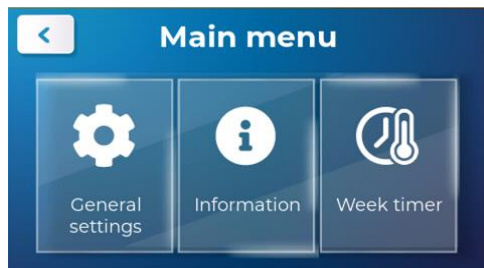 Main menu
General
settings
Information
Week timer